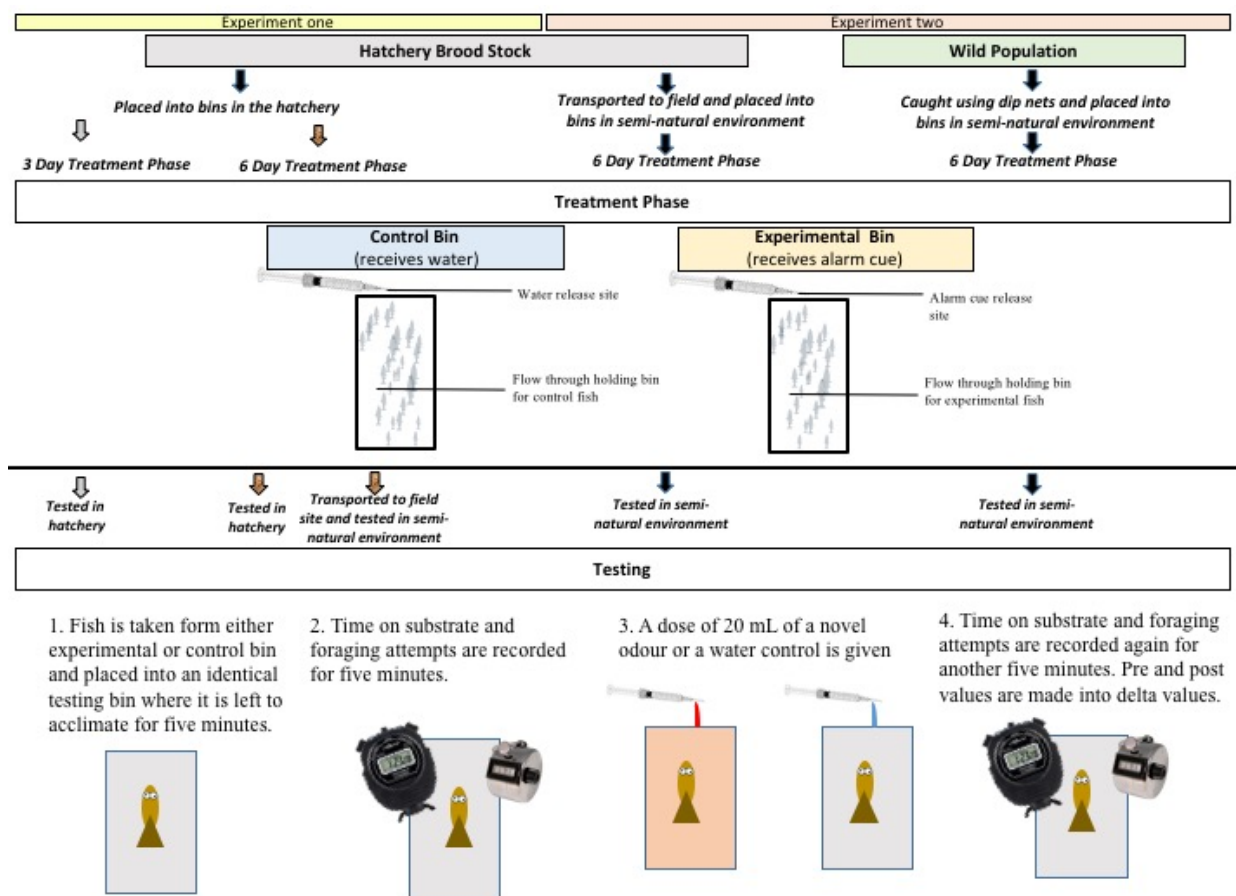 Experiment one
Experiment two
Hatchery Brood Stock
Wild Population
Placed into bins in the hatchery
Transported to field and placed into
bins in semi-natural environment
Caught using dip nets and placed into
bins in semi-natural environment
3 Day Treatment Phase
6 Day Treatment Phase
6 Day Treatment Phase
6 Day Treatment Phase
Treatment Phase
Control Bin
(receives water)
Experimental Bin
(receives alarm cue)
Water release site
Alarm cue release
site
Flow through holding bin
for control fish
Flow through holding bin
for experimental fish
Tested in
hatchery
Tested in
hatchery
Transported to field
site and tested in semi-
natural environment
Tested in semi-
natural environment
Tested in semi-
natural environment
Testing
1. Fish is taken form either
experimental or control bin
and placed into an identical
testing bin where it is left to
acclimate for five minutes.
2. Time on substrate and
foraging attempts are recorded
for five minutes.
3. A dose of 20 mL of a novel
odour or a water control is given
4. Time on substrate and foraging
attempts are recorded again for
another five minutes. Pre and post
values are made into delta values.